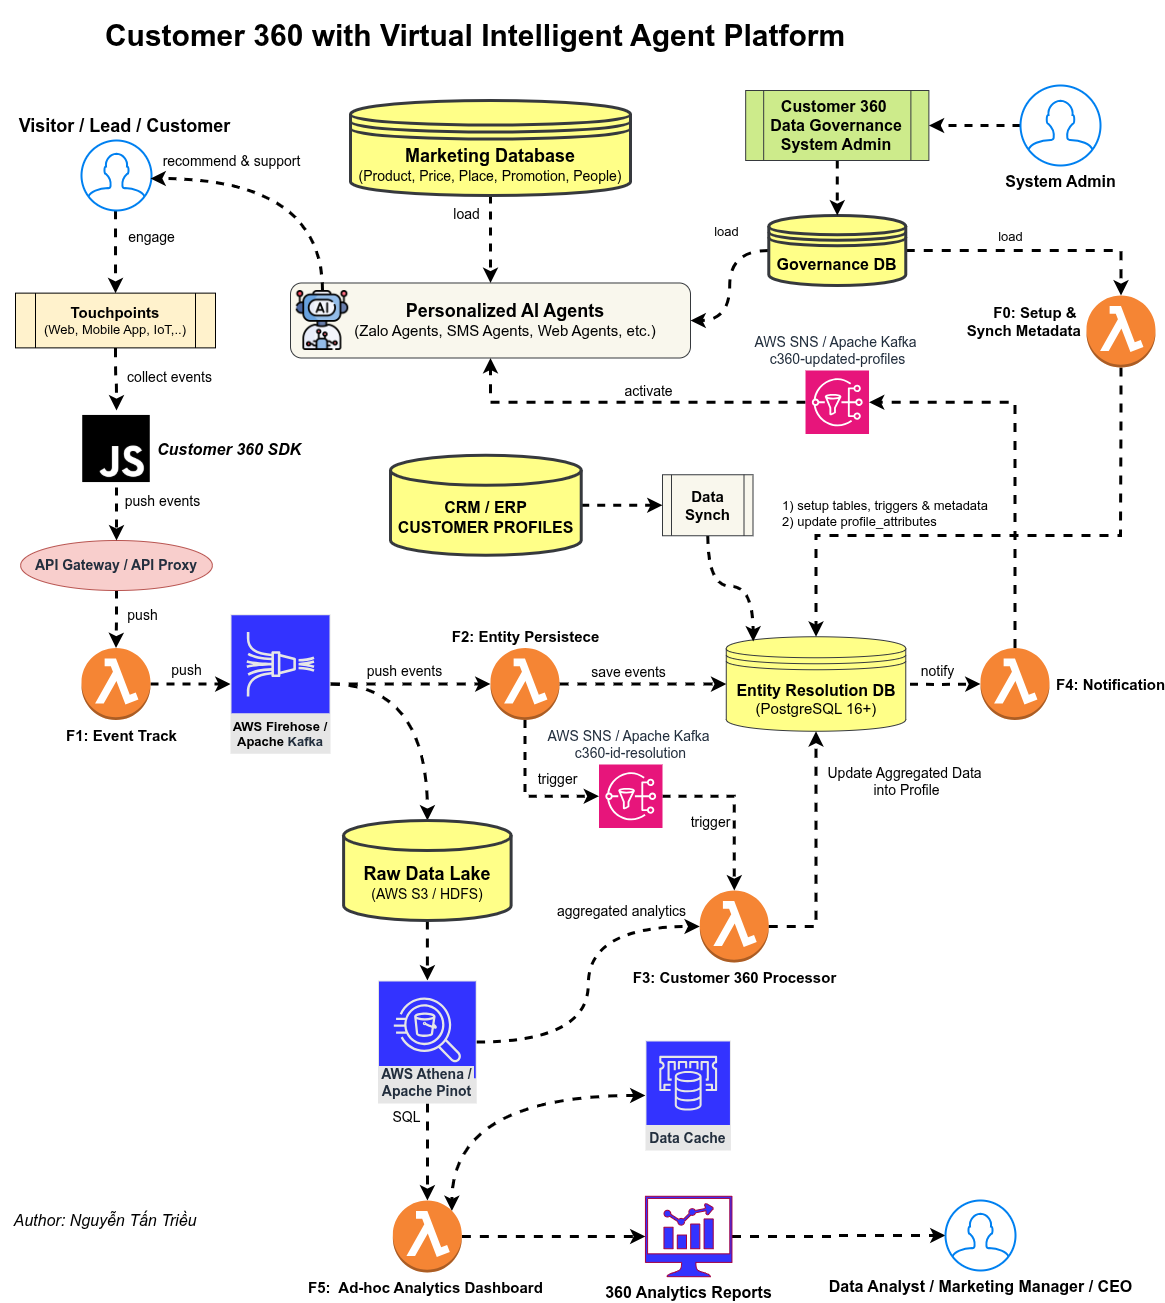 Customer 360 with Virtual Intelligent Agent Platform
Visitor / Lead / Customer
recommend & support
engage
Marketing Database
(Product, Price, Place, Promotion, People)
load
Customer 360
Data Governance
System Admin
System Admin
Governance DB
load
load
Touchpoints
(Web, Mobile App, IoT,..)
AI
Personalized AI Agents
(Zalo Agents, SMS Agents, Web Agents, etc.)
F0: Setup &
Synch Metadata
AWS SNS / Apache Kafka
c360-updated-profiles
activate
collect events
JS
Customer 360 SDK
push events
CRM / ERP
CUSTOMER PROFILES
Data
Synch
1) setup tables, triggers & metadata
2) update profile_attributes
API Gateway / API Proxy
push
push
F1: Event Track
AWS Firehose /
Apache Kafka
push events
F2: Entity Persistece
save events
Entity Resolution DB
(PostgreSQL 16+)
notify
F4: Notification
AWS SNS / Apache Kafka
c360-id-resolution
trigger
trigger
Update Aggregated Data
into Profile
Raw Data Lake
(AWS S3 / HDFS)
aggregated analytics
F3: Customer 360 Processor
AWS Athena /
Apache Pinot
SQL
Data Cache
Author: Nguyễn Tấn Triều
F5: Ad-hoc Analytics Dashboard
360 Analytics Reports
Data Analyst / Marketing Manager / CEO